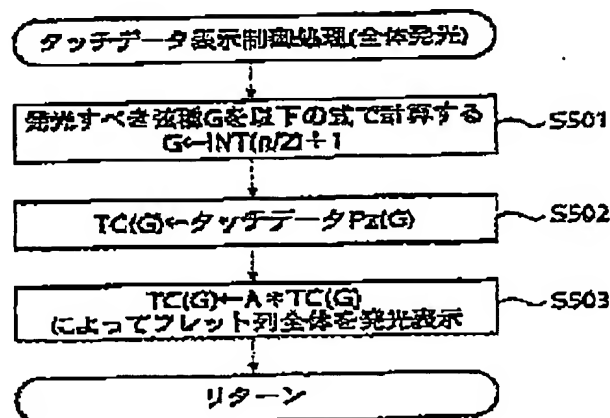 タッチデータ表示制御処理(全体発光)
発光すべき弦種Gを以下の式で計算する
G←INT(n/2)+1
S501
TC(G)←タッチデータPz(G)
S502
TC(G)←A*TC(G)
によってフレット列全体を発光表示
S503
リターン